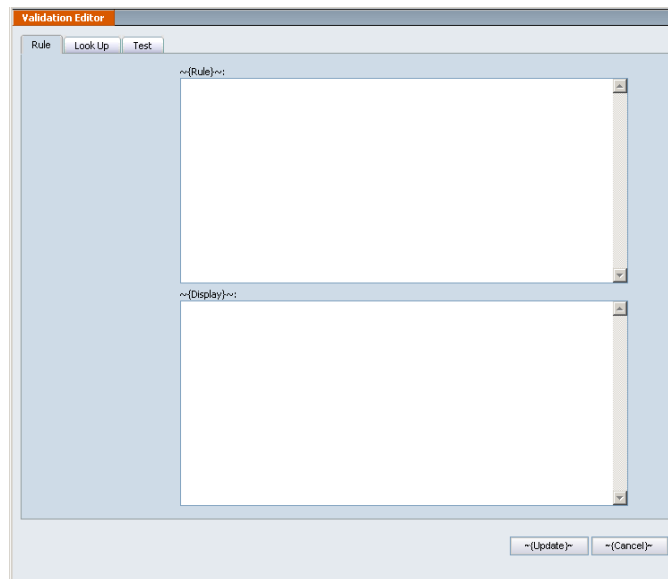 Validation Editor
Rule Look Up Test
~{Rule}~:
~{Display}~:
~{Update}~ ~{Cancel}~